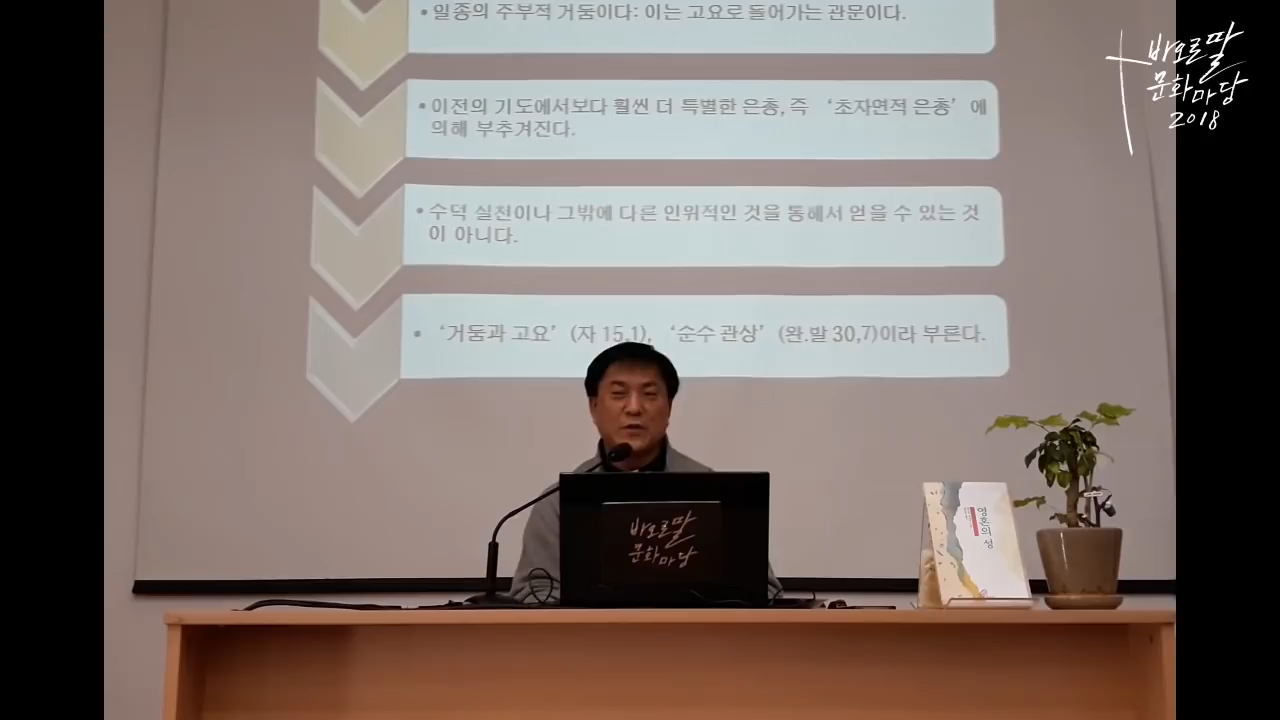 • 일종의 주부적 거둠이다: 이는 고요로 들어가는 관문이다.
• 이전의 기도에서보다 훨씬 더 특별한 은총, 즉 ‘초자연적 은총’ 에
의해 부추겨진다.
• 수덕 실천이나 그밖에 다른 인위적인 것을 통해서 얻을 수 있는 것
이 아니다.
• ‘거둠과 고요’ (자 15,1), ‘순수 관상’ (완.발 30,7)이라 부른다.
바오로딸
문화마당
2018
바오로딸
문화마당
영혼의 성